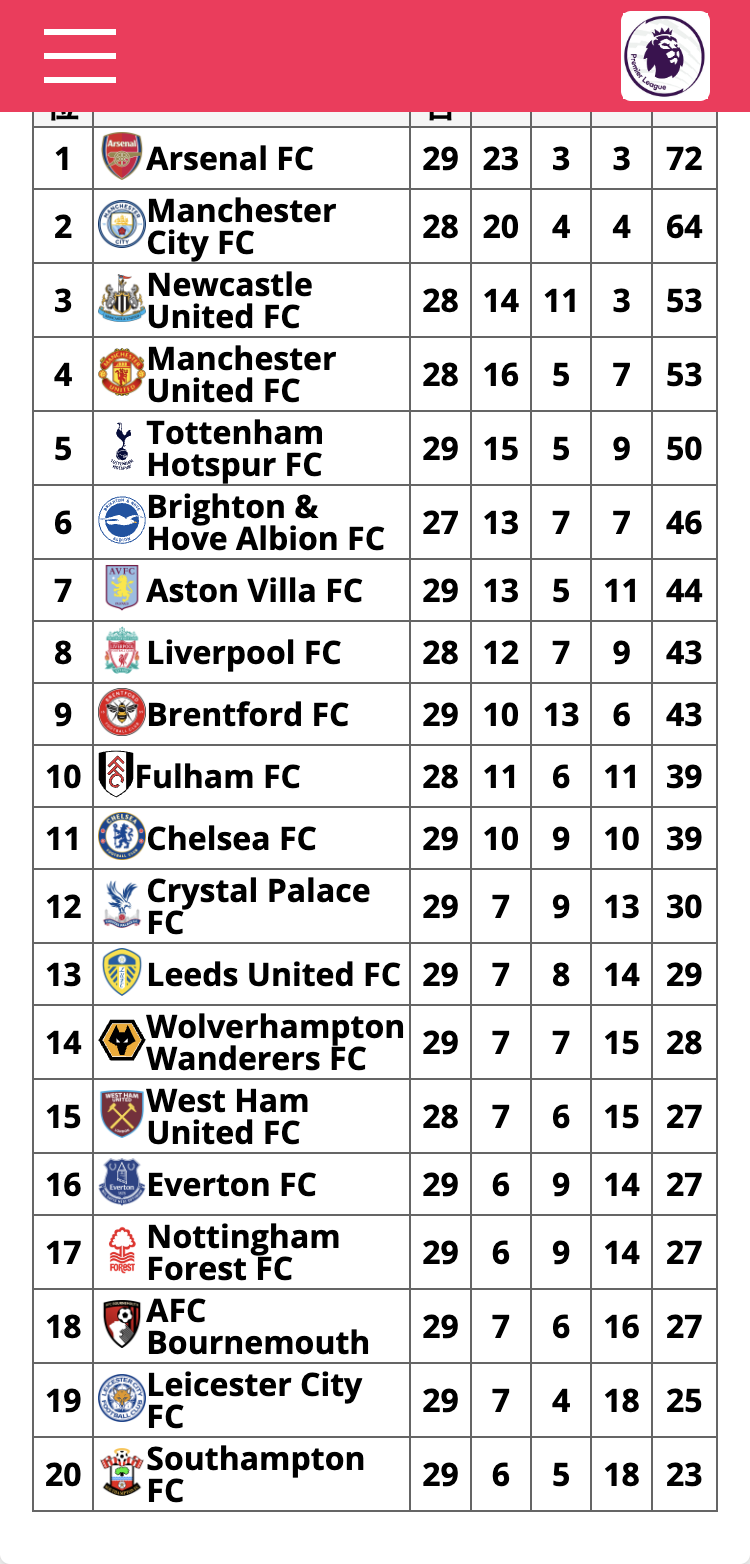 Premier League
1 Arsenal FC 29 23 3 3 72
2 Manchester City FC 28 20 4 4 64
3 Newcastle United FC 28 14 11 3 53
4 Manchester United FC 28 16 5 7 53
5 Tottenham Hotspur FC 29 15 5 9 50
6 Brighton & Hove Albion FC 27 13 7 7 46
7 Aston Villa FC 29 13 5 11 44
8 Liverpool FC 28 12 7 9 43
9 Brentford FC 29 10 13 6 43
10 Fulham FC 28 11 6 11 39
11 Chelsea FC 29 10 9 10 39
12 Crystal Palace FC 29 7 9 13 30
13 Leeds United FC 29 7 8 14 29
14 Wolverhampton Wanderers FC 29 7 7 15 28
15 West Ham United FC 28 7 6 15 27
16 Everton FC 29 6 9 14 27
17 Nottingham Forest FC 29 6 9 14 27
18 AFC Bournemouth 29 7 6 16 27
19 Leicester City FC 29 7 4 18 25
20 Southampton FC 29 6 5 18 23